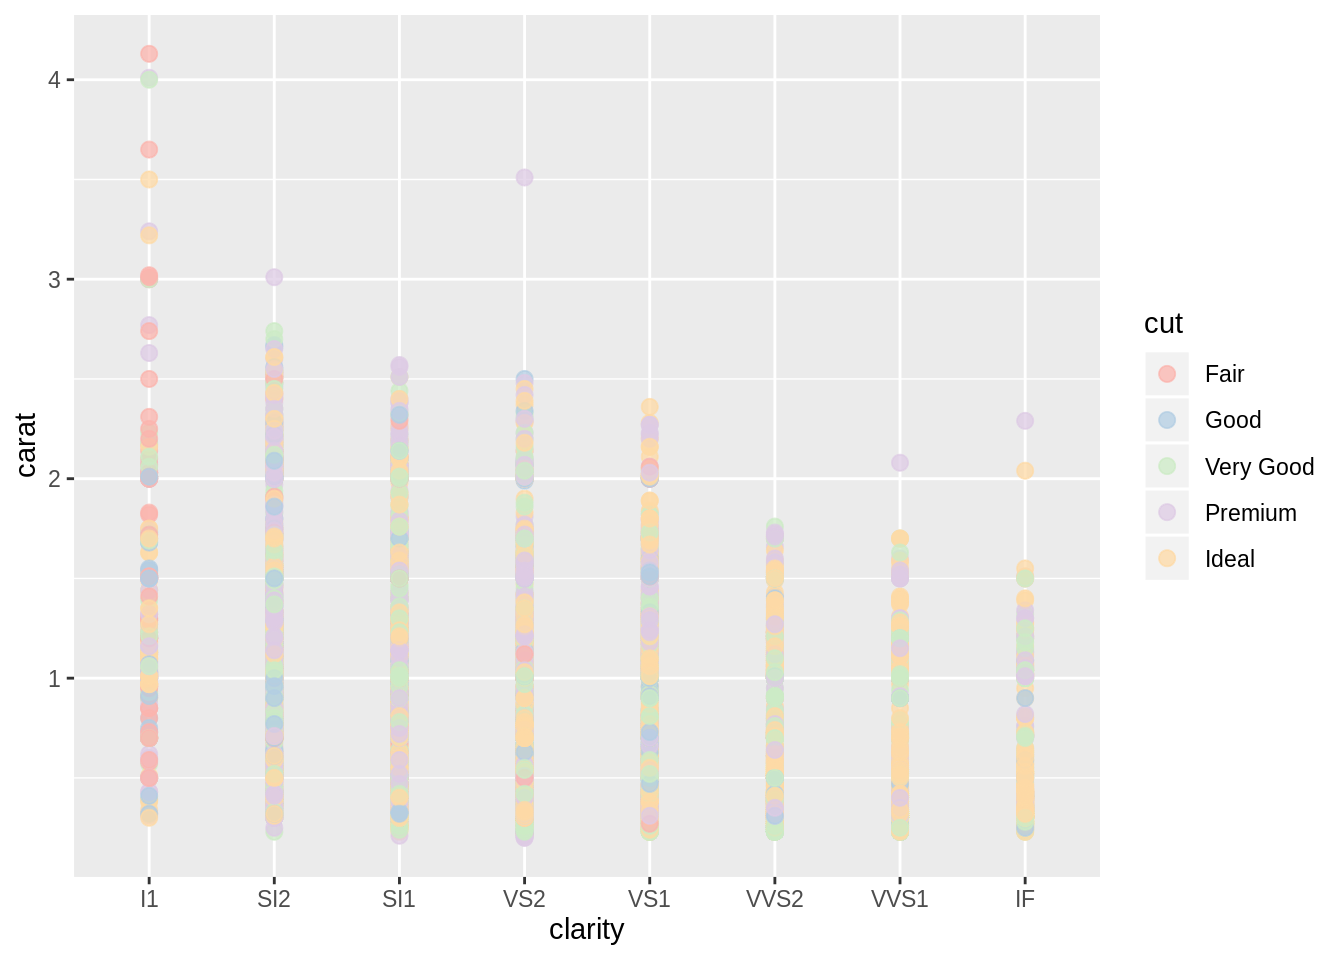 4
3
2
1
carat
I1 SI2 SI1 VS2 VS1 VVS2 VVS1 IF
clarity
cut
Fair
Good
Very Good
Premium
Ideal